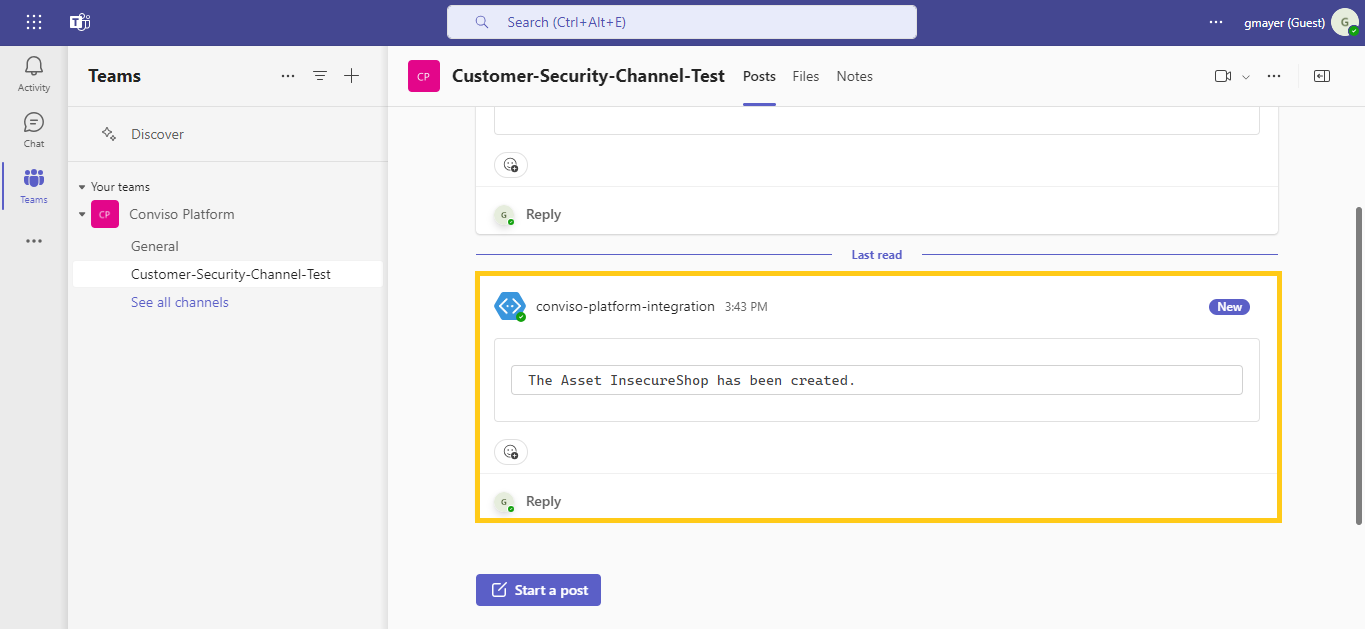 Search (Ctrl+Alt+E)
gmayer (Guest)
G
Activity
Chat
Teams
Teams
Discover
Your teams
CP
Conviso Platform
General
Customer-Security-Channel-Test
See all channels
CP
Customer-Security-Channel-Test
Posts
Files
Notes
G
Reply
Last read
conviso-platform-integration
3:43 PM
New
The Asset InsecureShop has been created.
G
Reply
Start a post